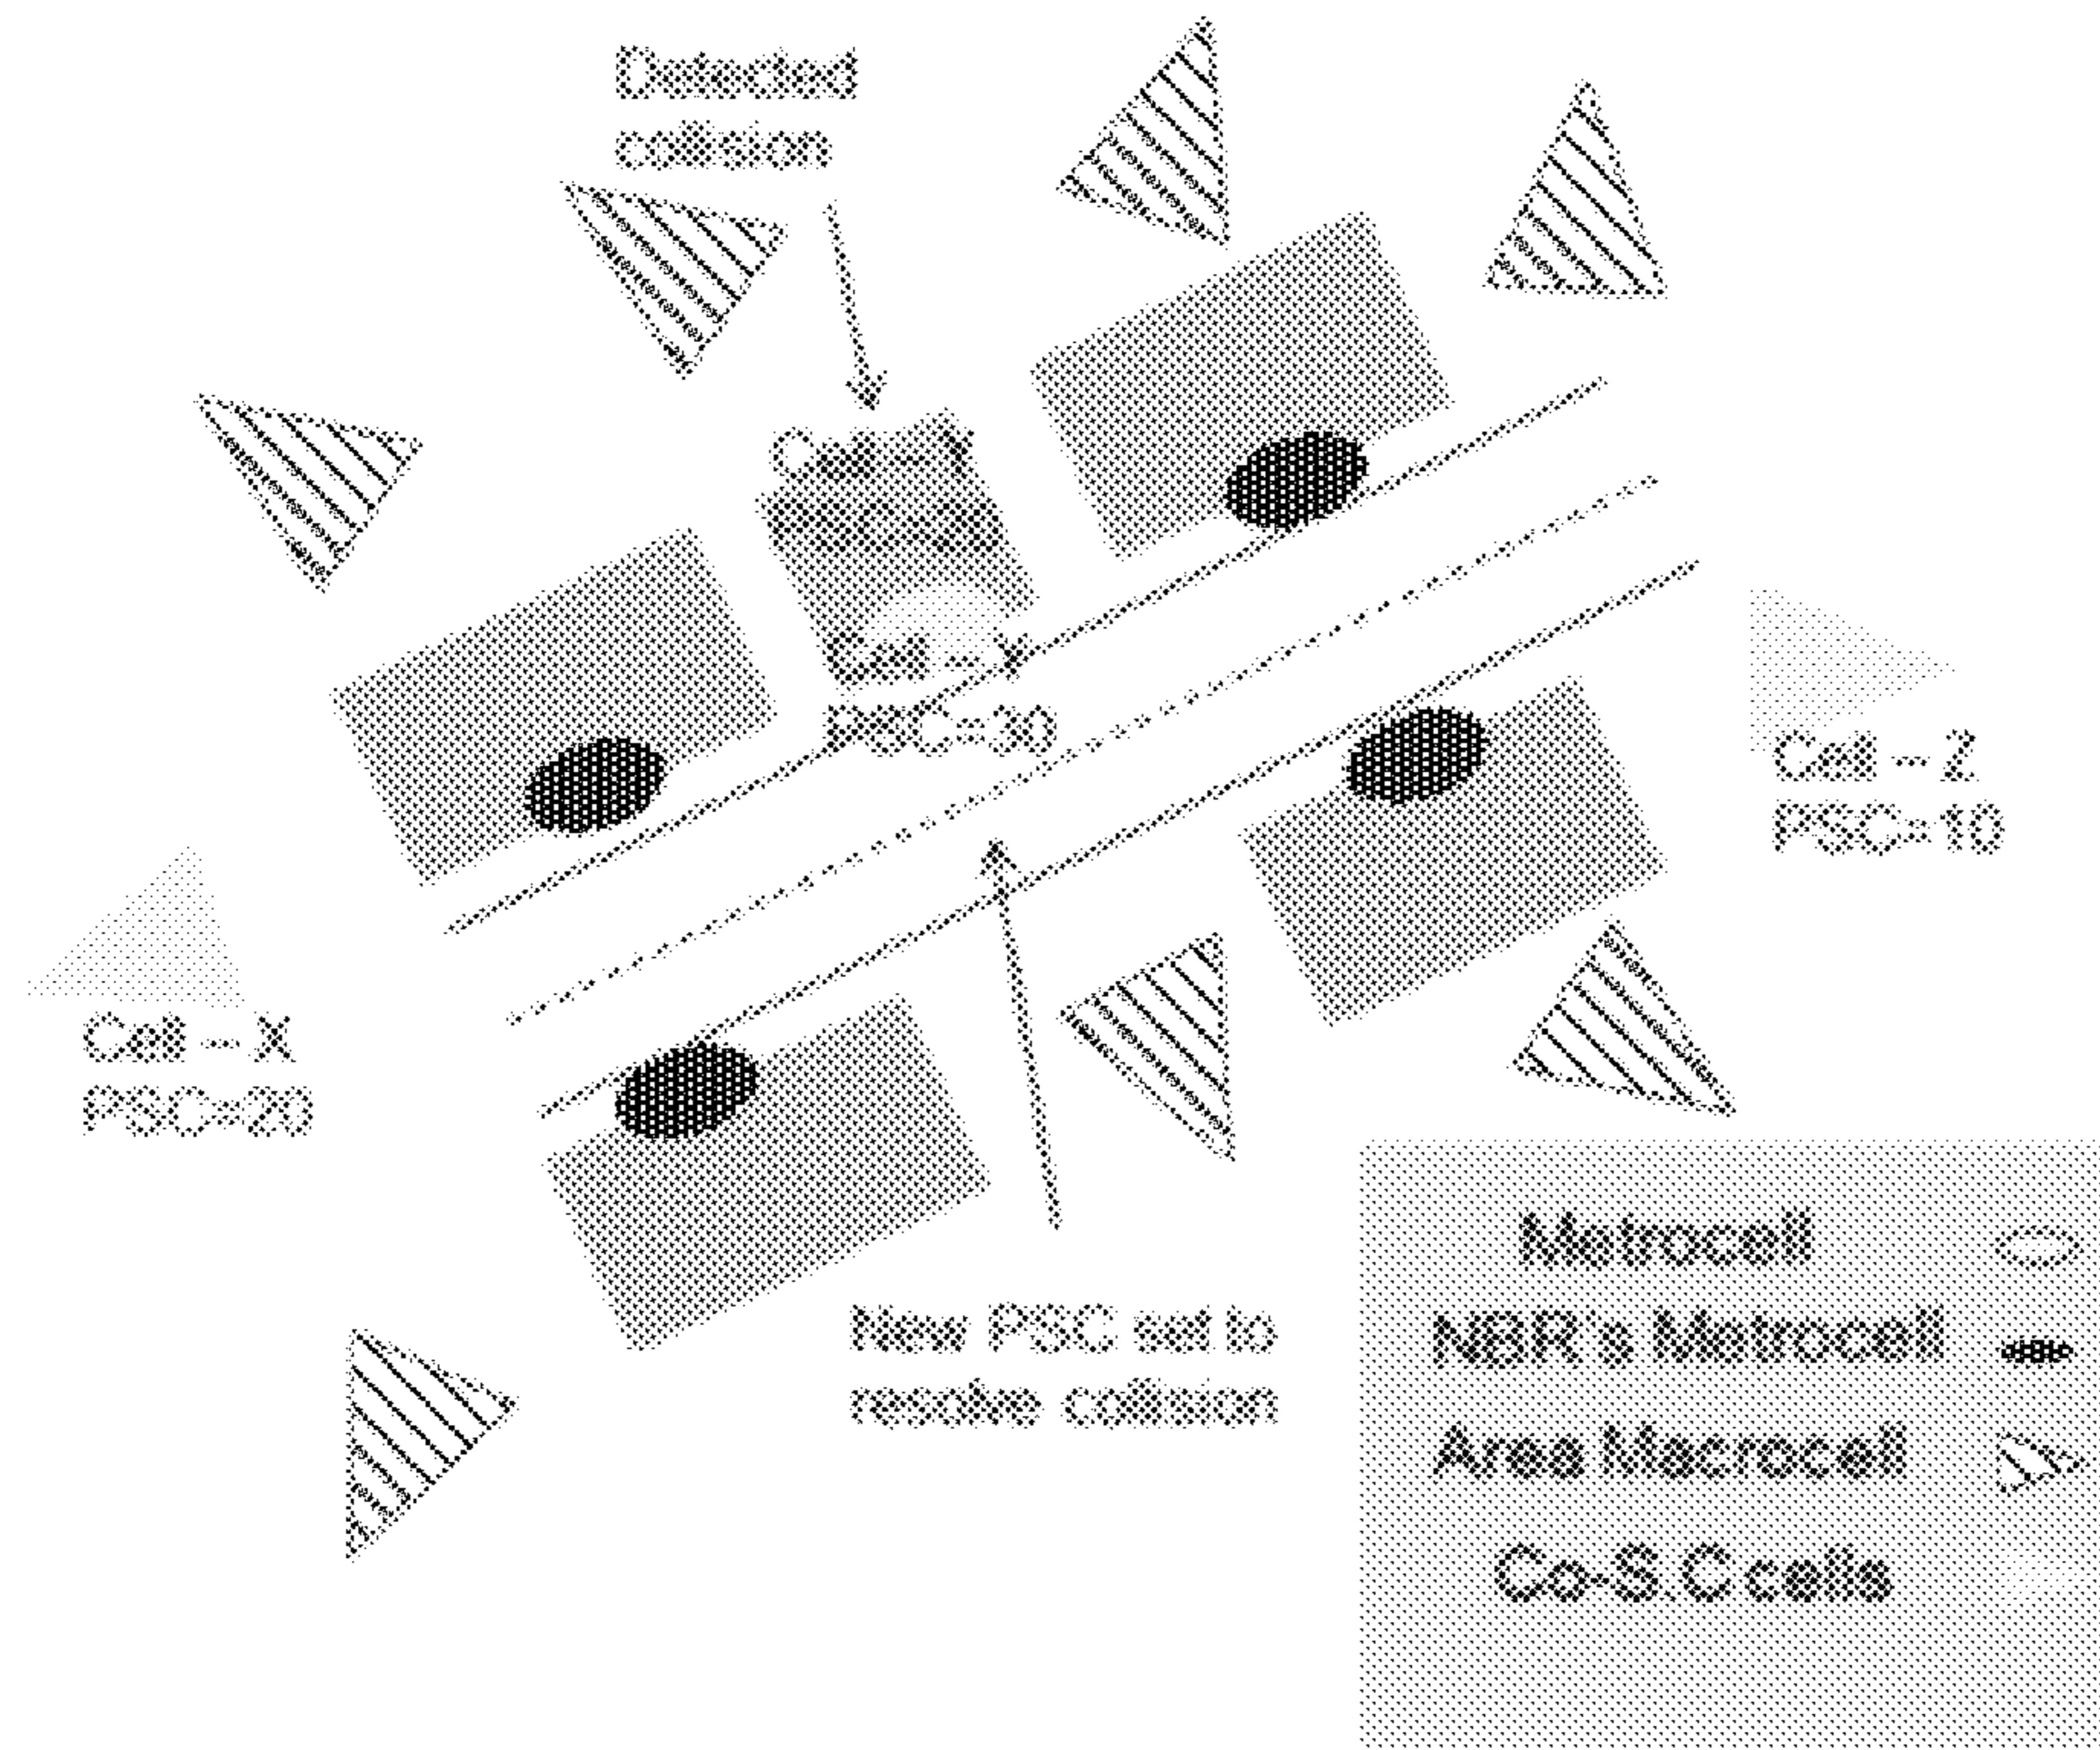 Detected
collision
Cell – Y
Cell – Y
PSC=30
Cell – Z
PSC=10
Cell – X
PSC=20
New PSC set to
resolve collision
Metrocell
NBR's Metrocell
Area Macrocell
Co-S.C cells